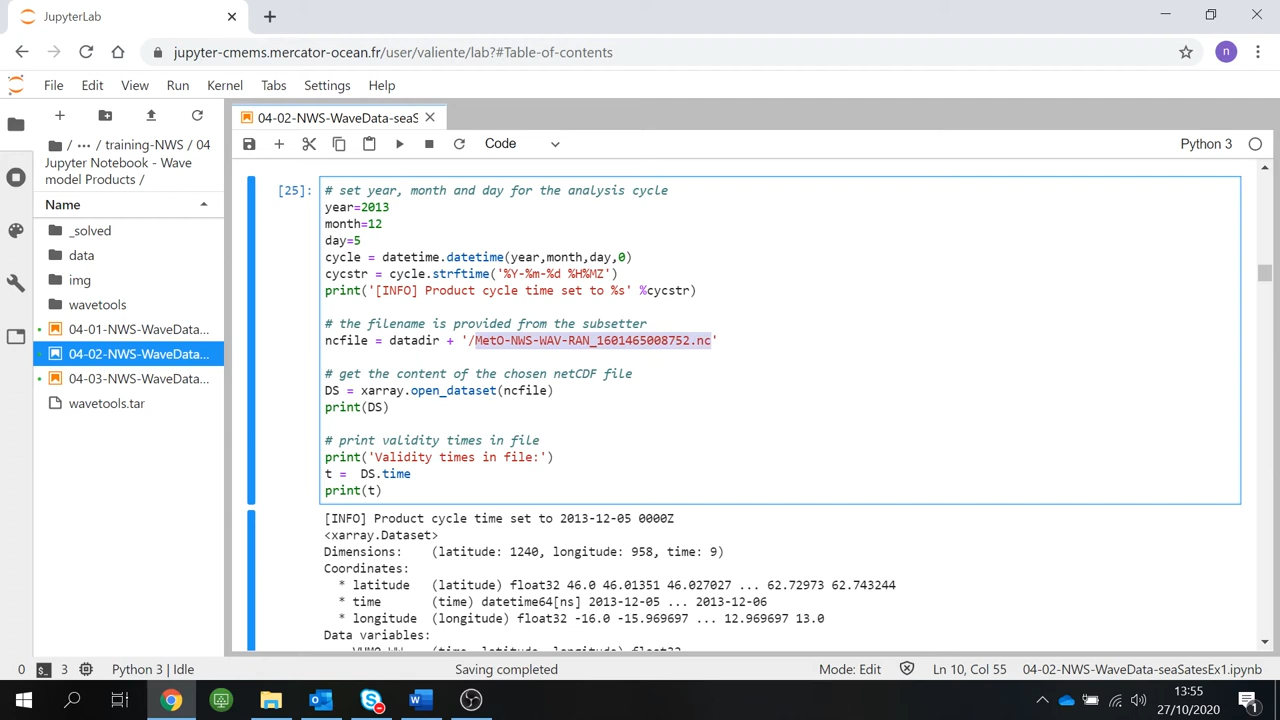 JupyterLab
jupyter-cmems.mercator-ocean.fr/user/valiente/lab?#Table-of-contents
n
File Edit View Run Kernel Tabs Settings Help
04-02-NWS-WaveData-seaS
/ ··· / training-NWS / 04
Jupyter Notebook - Wave
model Products /
Code
Python 3
Name
_solved
data
img
wavetools
04-01-NWS-WaveData...
04-02-NWS-WaveData...
04-03-NWS-WaveData...
wavetools.tar
[25]:
# set year, month and day for the analysis cycle
year=2013
month=12
day=5
cycle = datetime.datetime(year,month,day,0)
cycstr = cycle.strftime('%Y-%m-%d %H%MZ')
print('[INFO] Product cycle time set to %s' %cycstr)
# the filename is provided from the subsetter
ncfile = datadir + '/MetO-NWS-WAV-RAN_1601465008752.nc'
# get the content of the chosen netCDF file
DS = xarray.open_dataset(ncfile)
print(DS)
# print validity times in file
print('Validity times in file:')
t =  DS.time
print(t)
[INFO] Product cycle time set to 2013-12-05 0000Z
<xarray.Dataset>
Dimensions:    (latitude: 1240, longitude: 958, time: 9)
Coordinates:
* latitude   (latitude) float32 46.0 46.01351 46.027027 ... 62.72973 62.743244
* time       (time) datetime64[ns] 2013-12-05 ... 2013-12-06
* longitude  (longitude) float32 -16.0 -15.969697 ... 12.969697 13.0
Data variables:
0
3
Python 3 | Idle
Saving completed
Mode: Edit
Ln 10, Col 55
04-02-NWS-WaveData-seaSatesEx1.ipynb
13:55
27/10/2020
1